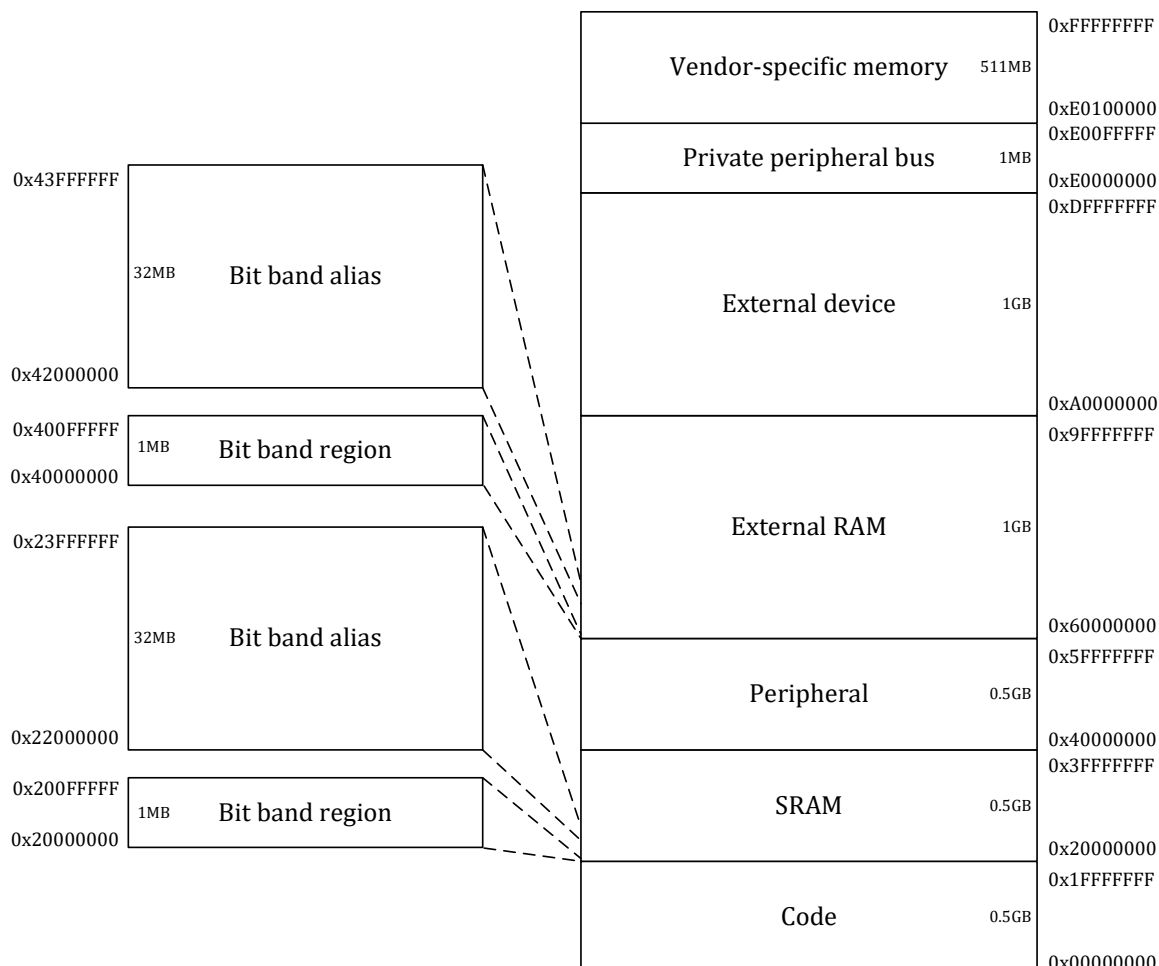 0xFFFFFFFF
Vendor-specific memory 511MB
0xE0100000
0xE00FFFFF
Private peripheral bus 1MB
0xE0000000
0xDFFFFFFF
External device 1GB
0xA0000000
0x9FFFFFFF
External RAM 1GB
0x60000000
0x5FFFFFFF
Peripheral 0.5GB
0x40000000
0x3FFFFFFF
SRAM 0.5GB
0x20000000
0x1FFFFFFF
Code 0.5GB
0x00000000
0x43FFFFFF
32MB Bit band alias
0x42000000
0x400FFFFF
1MB Bit band region
0x40000000
0x23FFFFFF
32MB Bit band alias
0x22000000
0x200FFFFF
1MB Bit band region
0x20000000